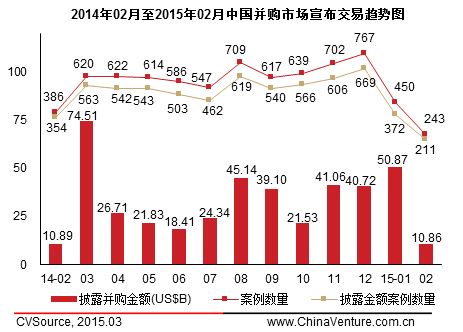 2014年02月至2015年02月中国并购市场宣布交易趋势图
100
75
50
25
0
386 620 622 614 586 547 709 617 639 702 767 450 243
354 563 542 543 503 462 619 540 566 606 669 372 211
10.89 74.51 26.71 21.83 18.41 24.34 45.14 39.10 21.53 41.06 40.72 50.87 10.86
14-02 03 04 05 06 07 08 09 10 11 12 15-01 02
披露并购金额(US$B) 案例数量 披露金额案例数量
CVSource, 2015.03 www.ChinaVenture.com.cn